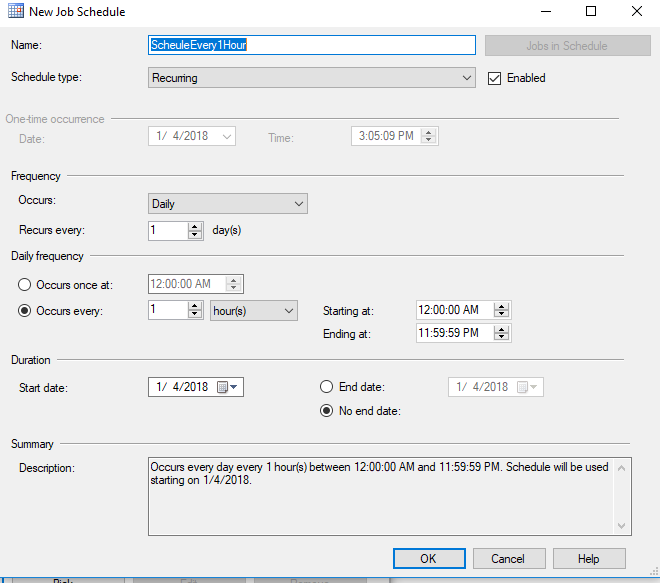 New Job Schedule
Name:
ScheuleEvery1Hour
Jobs in Schedule
Schedule type:
Recurring
Enabled
One-time occurrence
Date:
1/ 4/2018
Time:
3:05:09 PM
Frequency
Occurs:
Daily
Recurs every:
1
day(s)
Daily frequency
Occurs once at:
12:00:00 AM
Occurs every:
1
hour(s)
Starting at:
12:00:00 AM
Ending at:
11:59:59 PM
Duration
Start date:
1/ 4/2018
End date:
1/ 4/2018
No end date:
Summary
Description:
Occurs every day every 1 hour(s) between 12:00:00 AM and 11:59:59 PM. Schedule will be used
starting on 1/4/2018.
OK
Cancel
Help